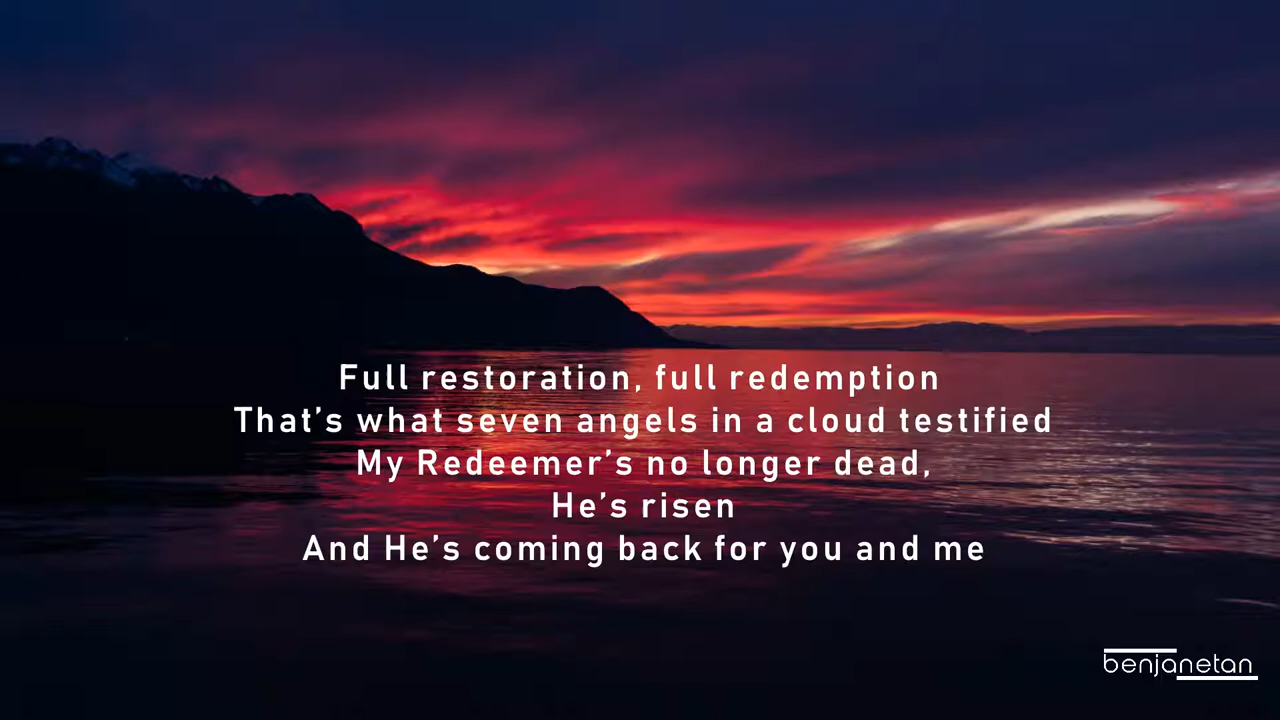 Full restoration, full redemption
That’s what seven angels in a cloud testified
My Redeemer’s no longer dead,
He’s risen
And He’s coming back for you and me
benjanetan